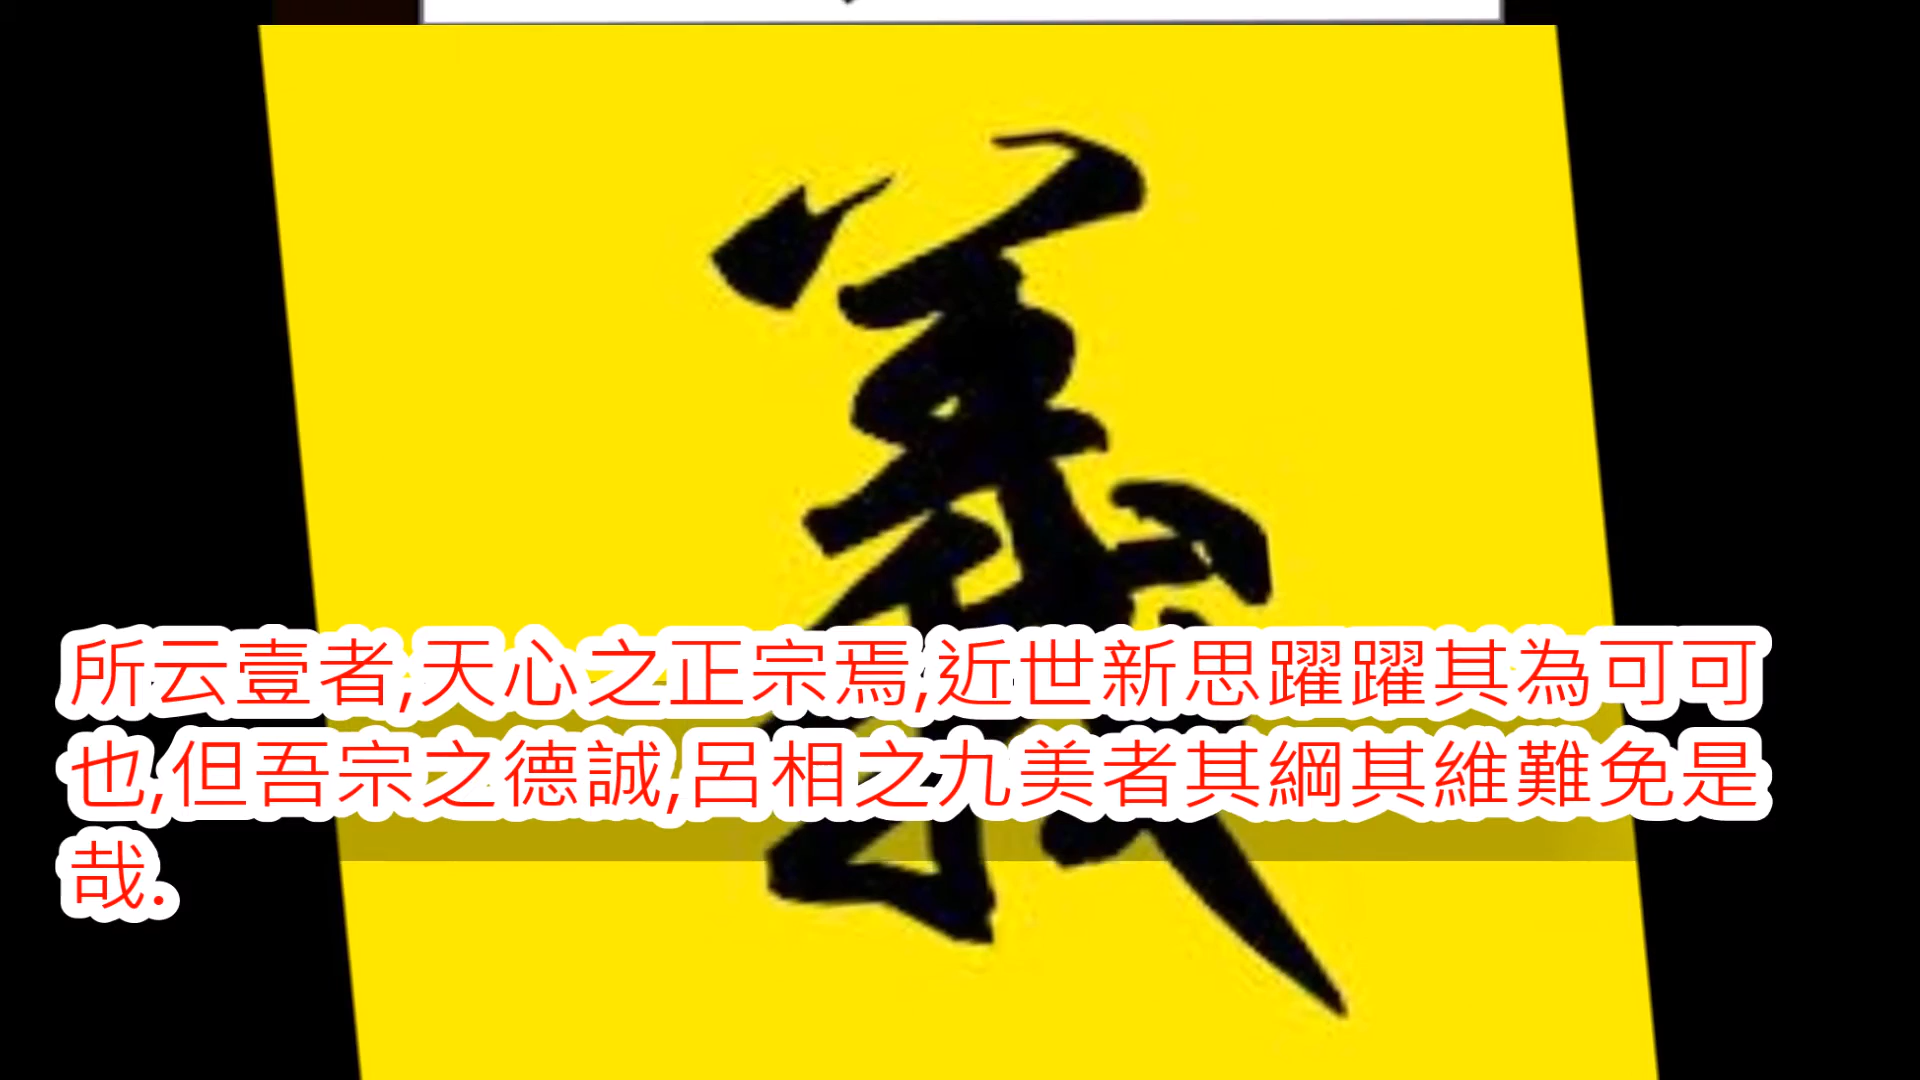 義
所云壹者,天心之正宗焉,近世新思躍躍其為可可
也,但吾宗之德誠,呂相之九美者其綱其維難免是
哉.